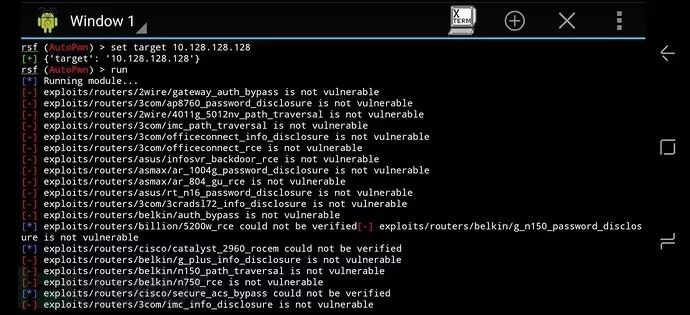 Window 1
X
TERM
rsf (AutoPwn) > set target 10.128.128.128
[+] {'target': '10.128.128.128'}
rsf (AutoPwn) > run
[*] Running module...
[-] exploits/routers/2wire/gateway_auth_bypass is not vulnerable
[-] exploits/routers/3com/ap8760_password_disclosure is not vulnerable
[-] exploits/routers/2wire/4011g_5012nv_path_traversal is not vulnerable
[-] exploits/routers/3com/imc_path_traversal is not vulnerable
[-] exploits/routers/3com/officeconnect_info_disclosure is not vulnerable
[-] exploits/routers/3com/officeconnect_rce is not vulnerable
[-] exploits/routers/asus/infosvr_backdoor_rce is not vulnerable
[-] exploits/routers/asmax/ar_1004g_password_disclosure is not vulnerable
[-] exploits/routers/asmax/ar_804_gu_rce is not vulnerable
[-] exploits/routers/asus/rt_n16_password_disclosure is not vulnerable
[-] exploits/routers/3com/3cradsl72_info_disclosure is not vulnerable
[-] exploits/routers/belkin/auth_bypass is not vulnerable
[*] exploits/routers/billion/5200w_rce could not be verified[-] exploits/routers/belkin/g_n150_password_disclos
ure is not vulnerable
[*] exploits/routers/cisco/catalyst_2960_rocem could not be verified
[-] exploits/routers/belkin/g_plus_info_disclosure is not vulnerable
[-] exploits/routers/belkin/n150_path_traversal is not vulnerable
[-] exploits/routers/belkin/n750_rce is not vulnerable
[*] exploits/routers/cisco/secure_acs_bypass could not be verified
[-] exploits/routers/3com/imc_info_disclosure is not vulnerable